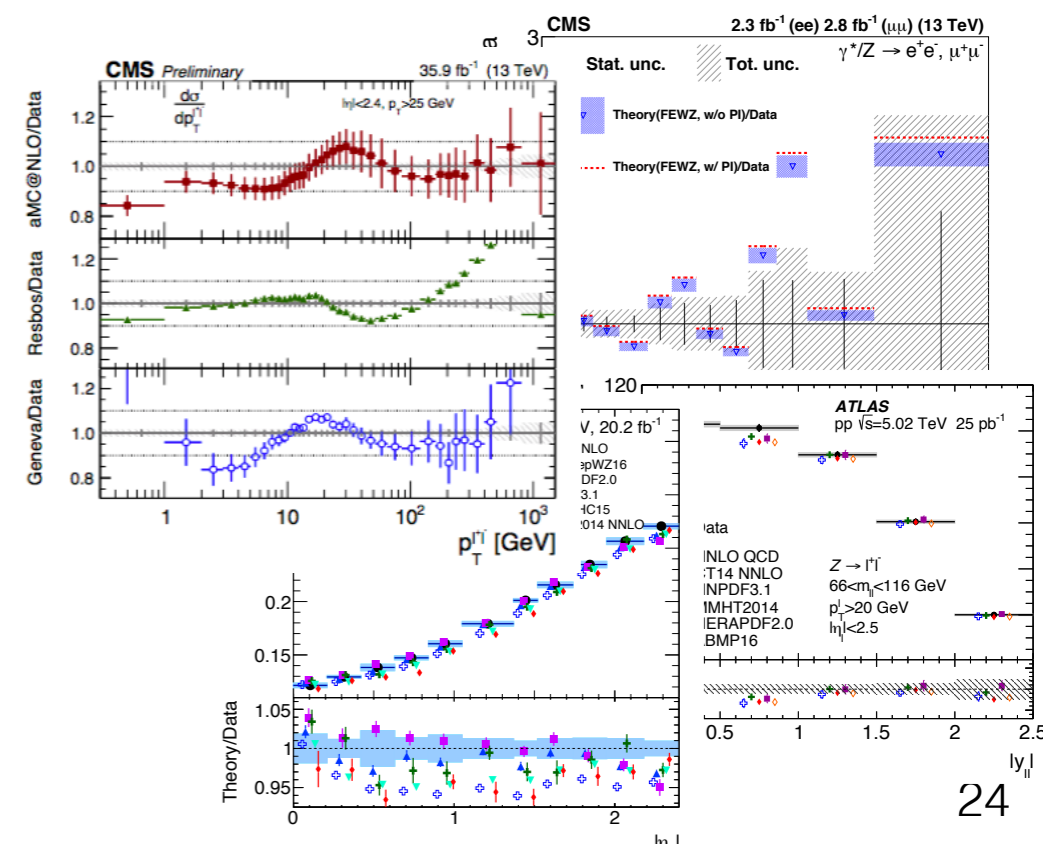 CMS
2.3 fb⁻¹ (ee) 2.8 fb⁻¹ (μμ) (13 TeV)
3
γ*/Z → e⁺e⁻, μ⁺μ⁻
Stat. unc.
Tot. unc.
Theory(FEWZ, w/o PI)/Data
Theory(FEWZ, w/ PI)/Data
CMS Preliminary
35.9 fb⁻¹ (13 TeV)
dσ
dp_T^{l⁺l⁻}
|η|<2.4, p_T>25 GeV
aMC@NLO/Data
1.2
1.0
0.8
Resbos/Data
1.2
1.0
0.8
Geneva/Data
1.2
1.0
0.8
1
10
10²
10³
p_T^{l⁺l⁻} [GeV]
120
V, 20.2 fb⁻¹
NLO
epWZ16
PDF2.0
3.1
HC15
2014 NNLO
0.2
0.15
Theory/Data
1.05
1
0.95
0
1
2
ATLAS
pp √s=5.02 TeV 25 pb⁻¹
Data
NNLO QCD
CT14 NNLO
NNPDF3.1
MMHT2014
HERAPDF2.0
ABMP16
Z → l⁺l⁻
66<m_ll<116 GeV
p_T^l>20 GeV
|η_l|<2.5
0.5
1.0
1.5
2.0
2.5
|y_ll|
24